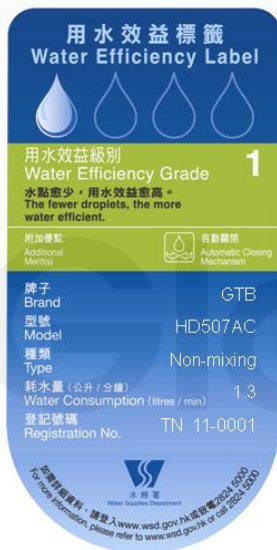 用水效益標籤
Water Efficiency Label
用水效益級別
Water Efficiency Grade 1
水點愈少，用水效益愈高。
The fewer droplets, the more
water efficient.
附加優點:
Additional
Merit(s)
自動關閉
Automatic Closing
Mechanism
牌子
Brand GTB
型號
Model HD507AC
種類
Type Non-mixing
耗水量 (公升 / 分鐘)
Water Consumption (litres / min) 1.3
登記號碼
Registration No. TN 11-0001
水務署
Water Supplies Department
如需詳細資料，請登入www.wsd.gov.hk或致電2824 5000
For more information, please refer to www.wsd.gov.hk or call 2824 5000